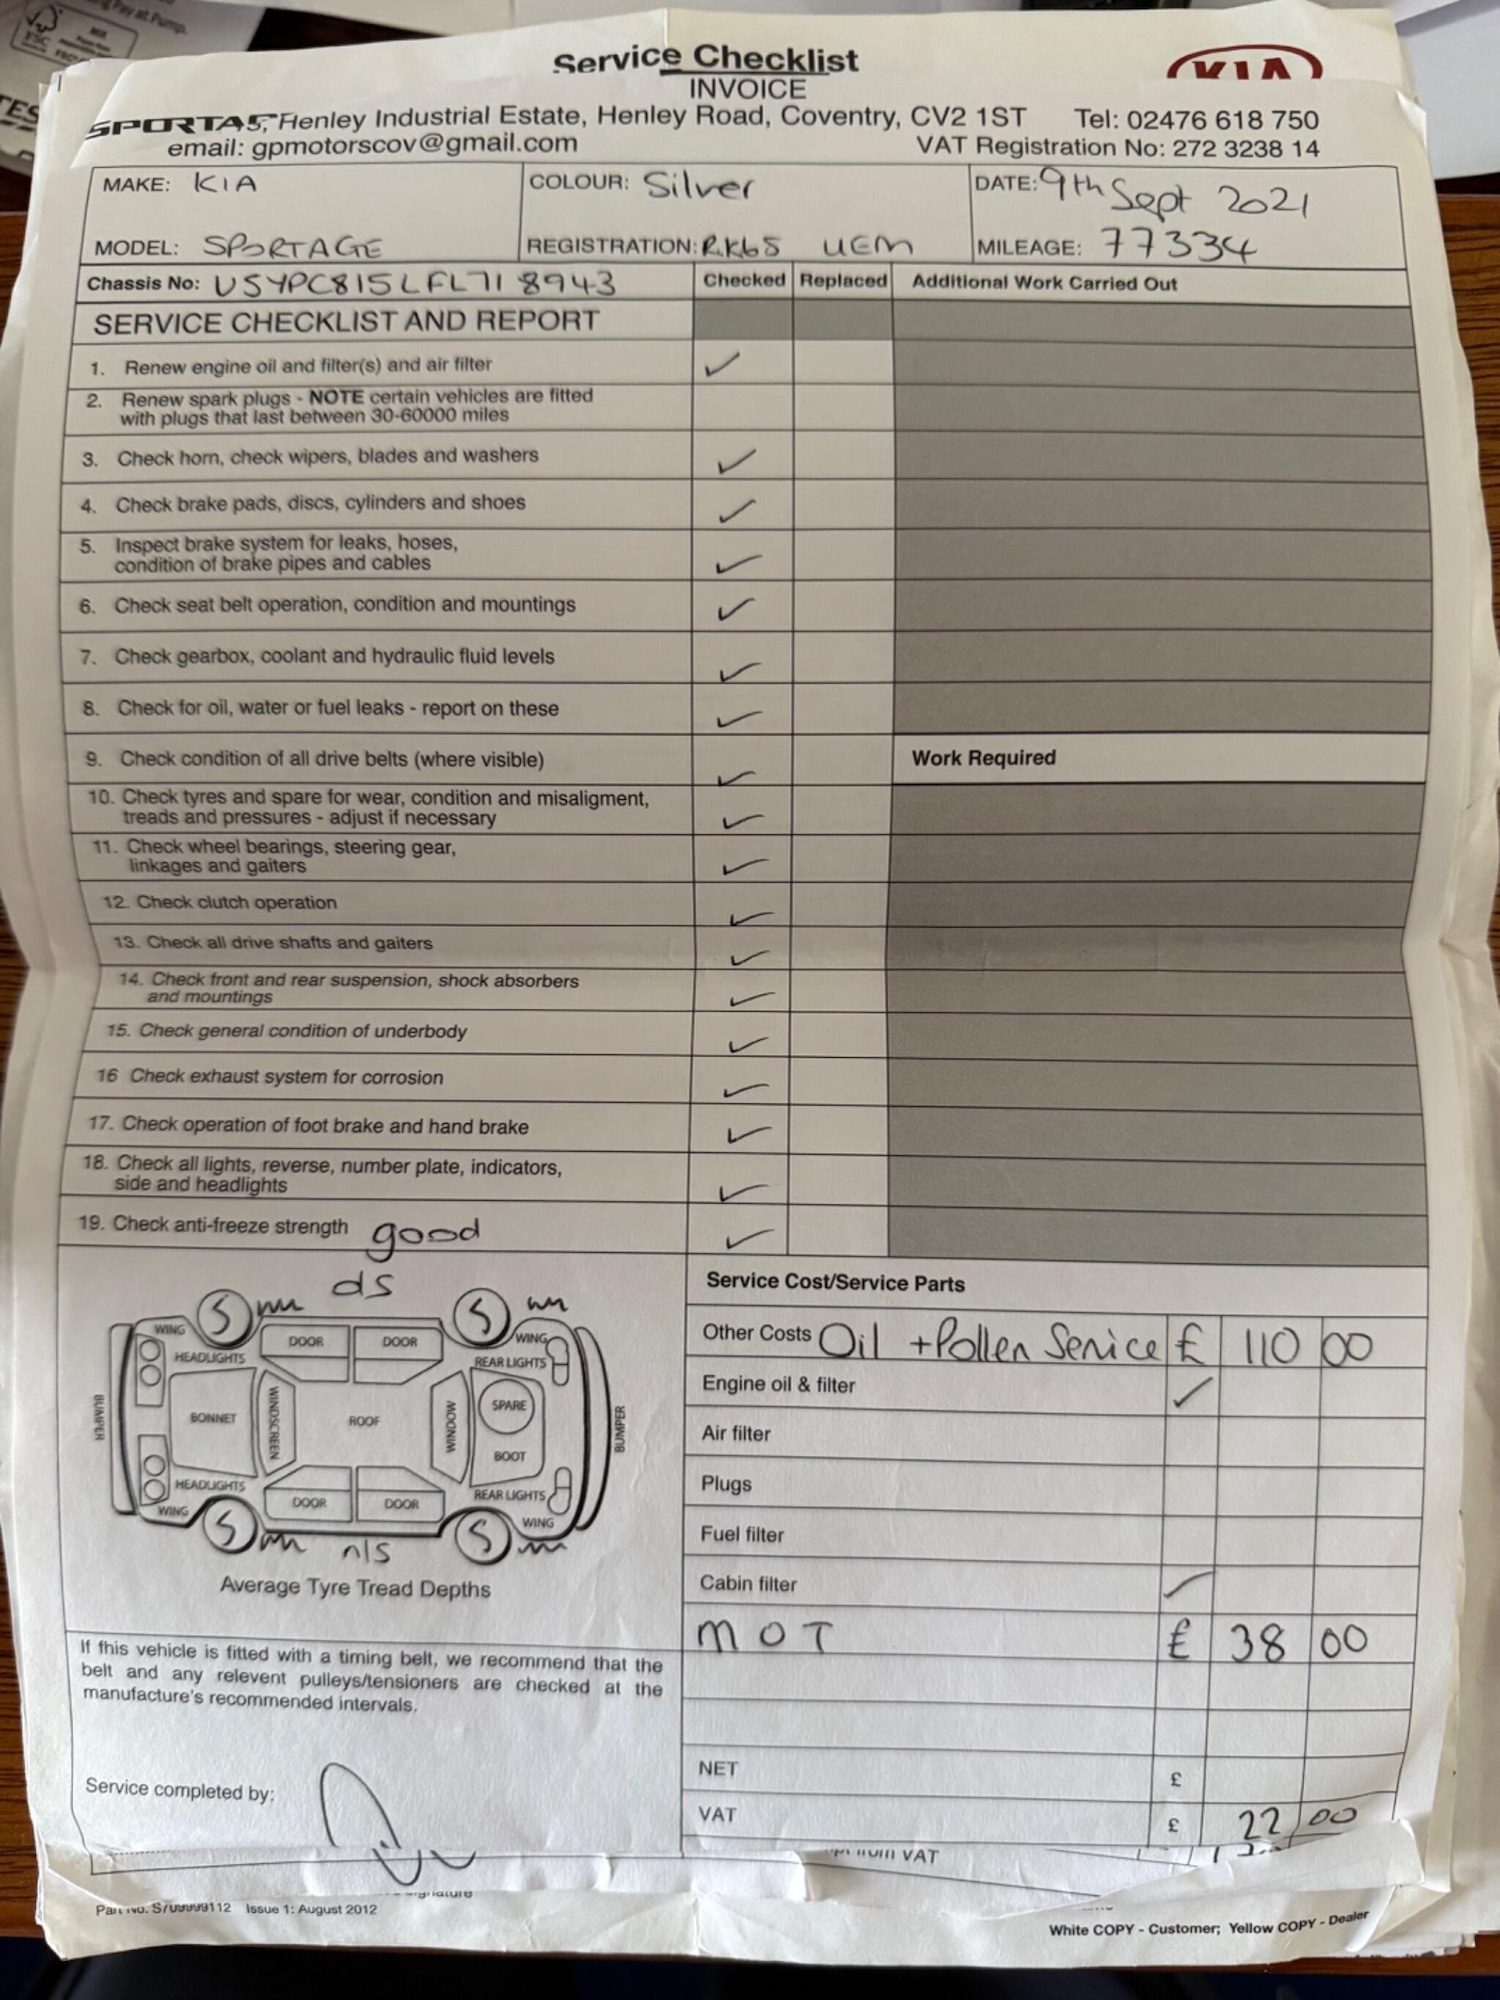 Pay at Pump.
FSC
MIX
Service Checklist
KIA
INVOICE
SPORTAGE, Henley Industrial Estate, Henley Road, Coventry, CV2 1ST Tel: 02476 618 750
email: gpmotorscov@gmail.com VAT Registration No: 272 3238 14
MAKE: KIA COLOUR: Silver DATE: 9th Sept 2021
MODEL: SPORTAGE REGISTRATION: RK65 UEM MILEAGE: 77334
Chassis No: U5YPC815LFL718943 Checked Replaced Additional Work Carried Out
SERVICE CHECKLIST AND REPORT
1. Renew engine oil and filter(s) and air filter ✓
2. Renew spark plugs - NOTE certain vehicles are fitted
with plugs that last between 30-60000 miles
3. Check horn, check wipers, blades and washers ✓
4. Check brake pads, discs, cylinders and shoes ✓
5. Inspect brake system for leaks, hoses,
condition of brake pipes and cables ✓
6. Check seat belt operation, condition and mountings ✓
7. Check gearbox, coolant and hydraulic fluid levels ✓
8. Check for oil, water or fuel leaks - report on these ✓
9. Check condition of all drive belts (where visible) ✓ Work Required
10. Check tyres and spare for wear, condition and misaligment,
treads and pressures - adjust if necessary ✓
11. Check wheel bearings, steering gear,
linkages and gaiters ✓
12. Check clutch operation ✓
13. Check all drive shafts and gaiters ✓
14. Check front and rear suspension, shock absorbers
and mountings ✓
15. Check general condition of underbody ✓
16 Check exhaust system for corrosion ✓
17. Check operation of foot brake and hand brake ✓
18. Check all lights, reverse, number plate, indicators,
side and headlights ✓
19. Check anti-freeze strength good ✓
ds
5 mm 5 mm
WING DOOR DOOR WING
HEADLIGHTS REAR LIGHTS
BUMPER BONNET WINDSCREEN ROOF WINDOW SPARE BUMPER
BOOT
HEADLIGHTS REAR LIGHTS
WING DOOR DOOR WING
5 mm n/s 5 mm
Average Tyre Tread Depths
If fhis vehicle is fitted with a timing belt, we recommend that the
belt and any relevent pulleys/tensioners are checked at the
manufacture's recommended intervals.
Service completed by:
Service Cost/Service Parts
Other Costs Oil + Pollen Service £ 110 00
Engine oil & filter ✓
Air filter
Plugs
Fuel filter
Cabin filter ✓
MOT £ 38 00
NET £
VAT £ 22 00
from VAT
Signature
Part No. S/09999112 Issue 1: August 2012
White COPY - Customer; Yellow COPY - Dealer